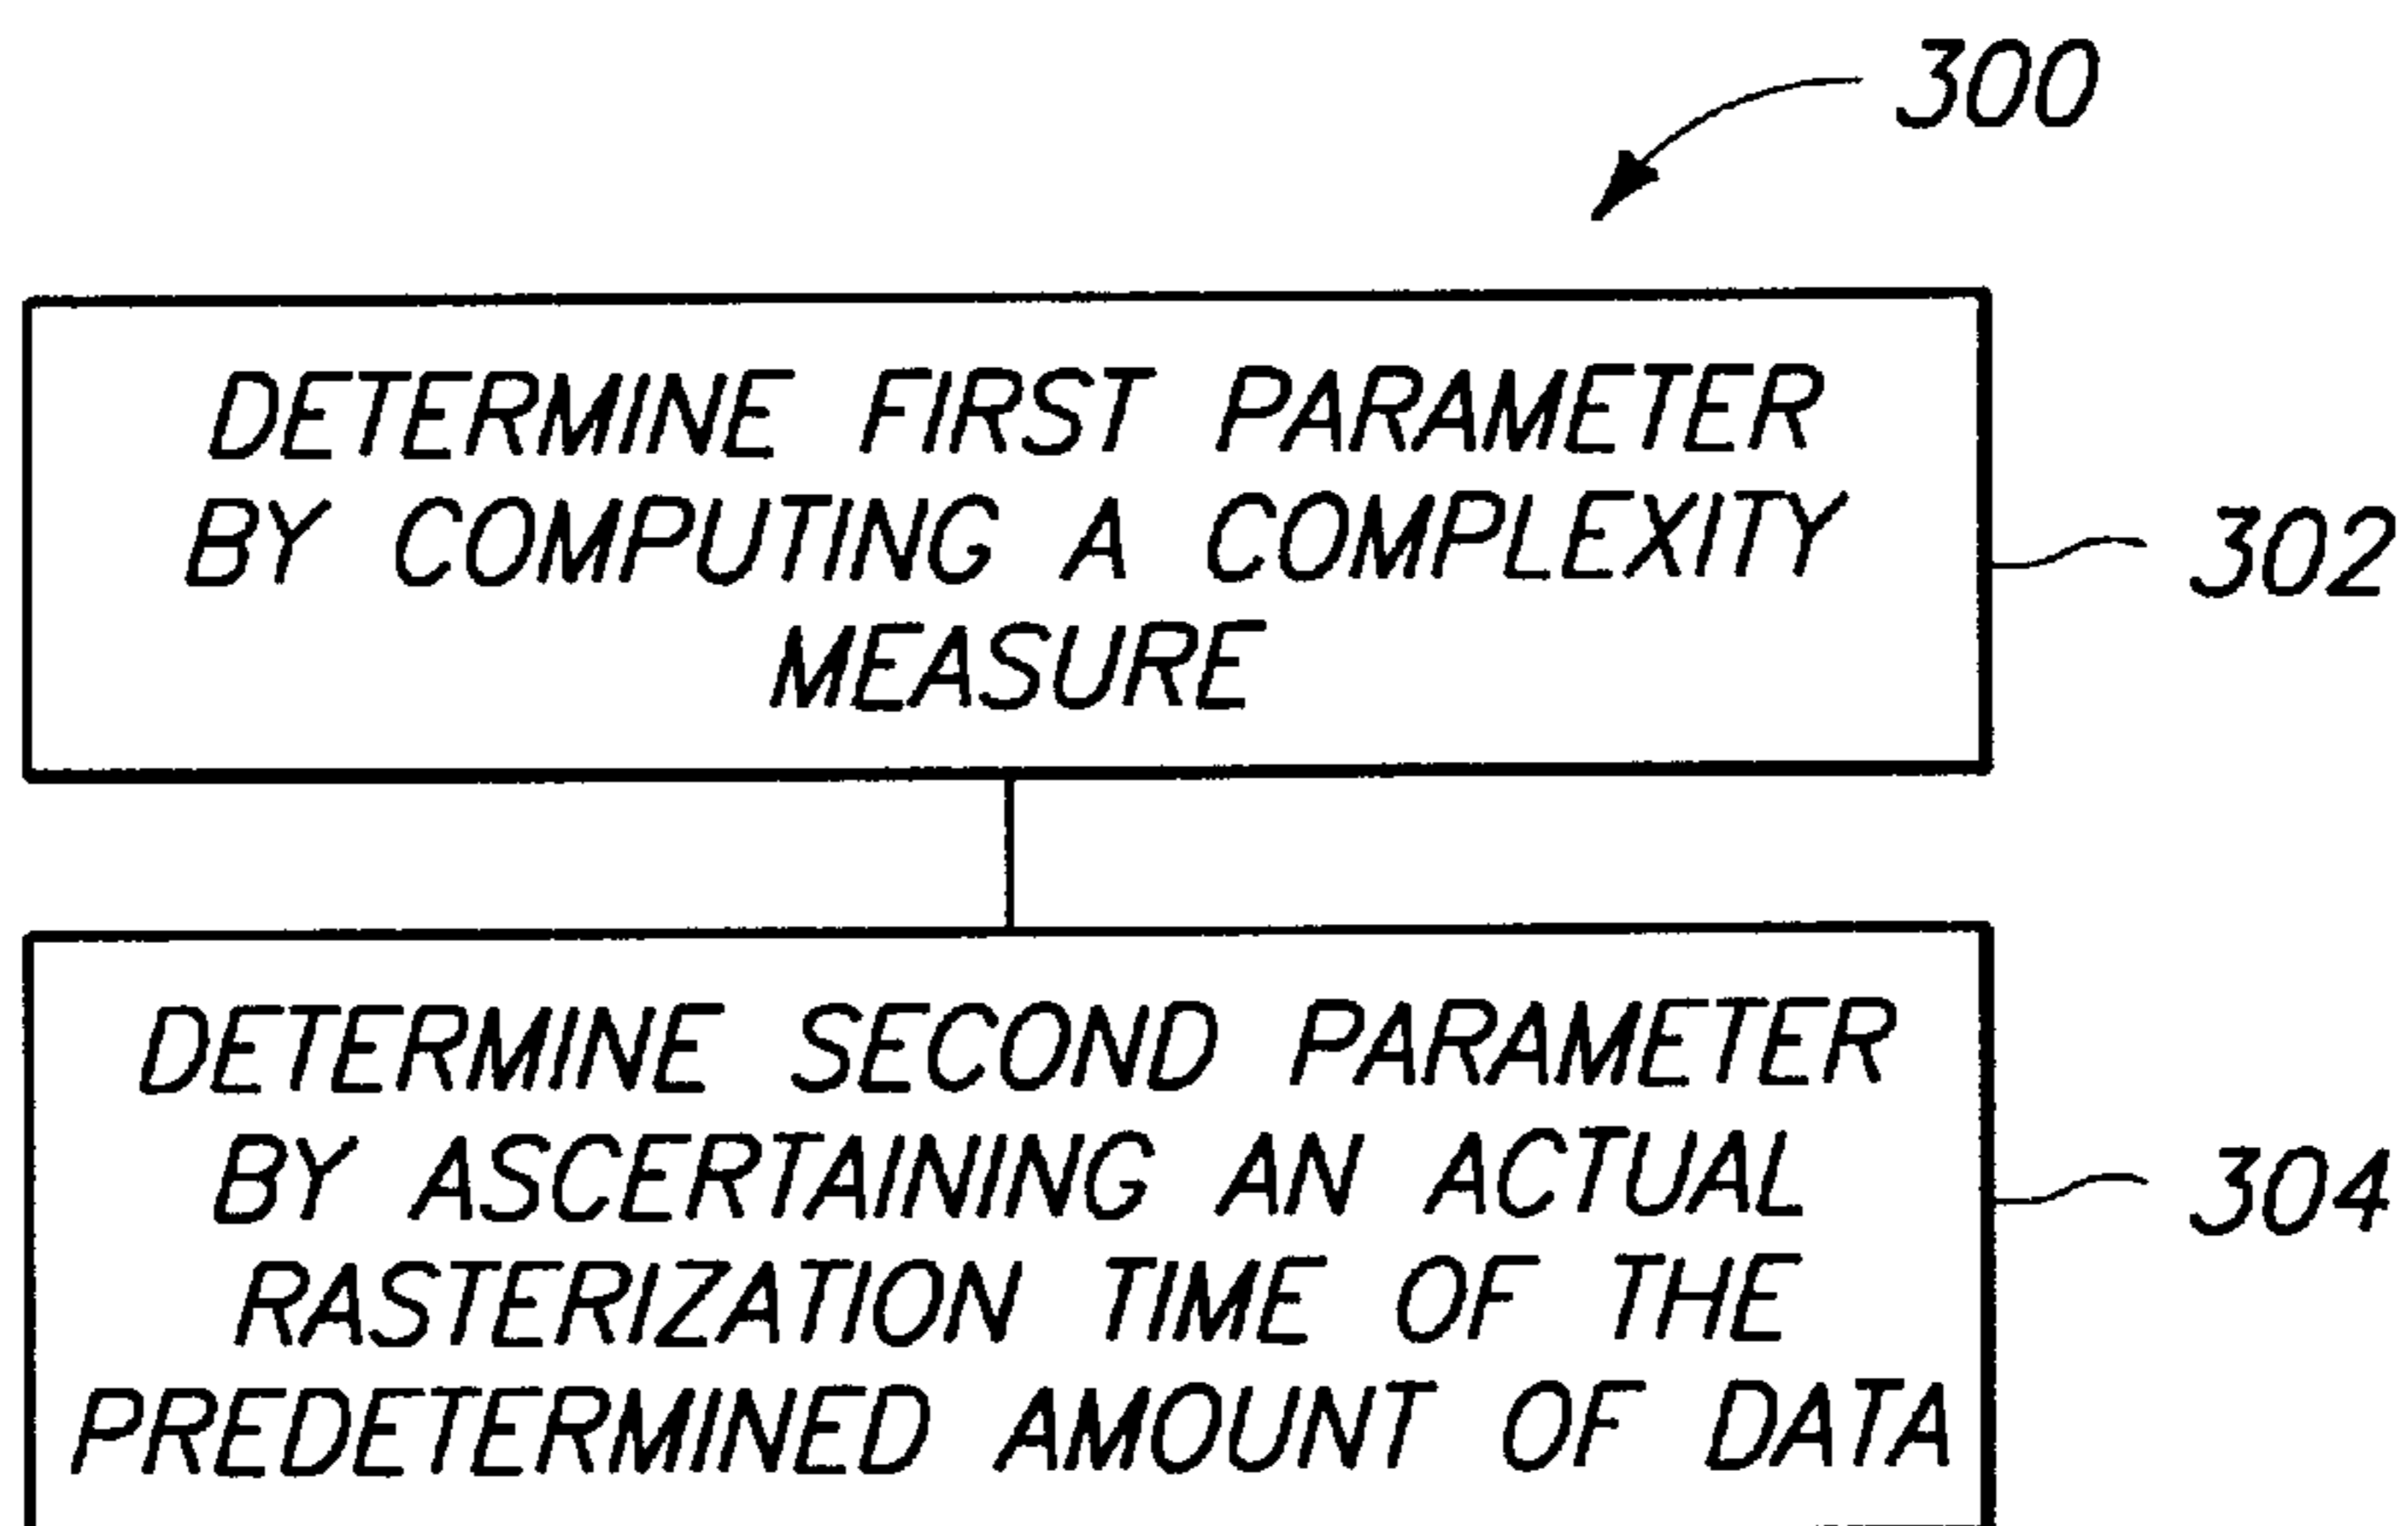 300
DETERMINE FIRST PARAMETER
BY COMPUTING A COMPLEXITY
MEASURE
302
DETERMINE SECOND PARAMETER
BY ASCERTAINING AN ACTUAL
RASTERIZATION TIME OF THE
PREDETERMINED AMOUNT OF DATA
304